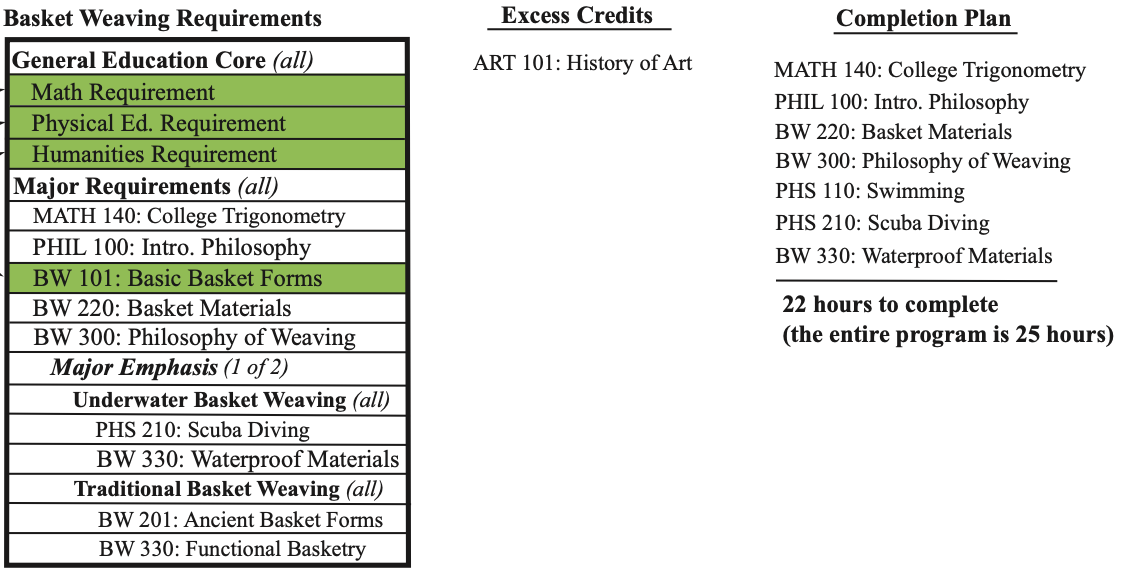 Basket Weaving Requirements
General Education Core (all)
Math Requirement
Physical Ed. Requirement
Humanities Requirement
Major Requirements (all)
MATH 140: College Trigonometry
PHIL 100: Intro. Philosophy
BW 101: Basic Basket Forms
BW 220: Basket Materials
BW 300: Philosophy of Weaving
Major Emphasis (1 of 2)
Underwater Basket Weaving (all)
PHS 210: Scuba Diving
BW 330: Waterproof Materials
Traditional Basket Weaving (all)
BW 201: Ancient Basket Forms
BW 330: Functional Basketry
Excess Credits
ART 101: History of Art
Completion Plan
MATH 140: College Trigonometry
PHIL 100: Intro. Philosophy
BW 220: Basket Materials
BW 300: Philosophy of Weaving
PHS 110: Swimming
PHS 210: Scuba Diving
BW 330: Waterproof Materials
22 hours to complete
(the entire program is 25 hours)